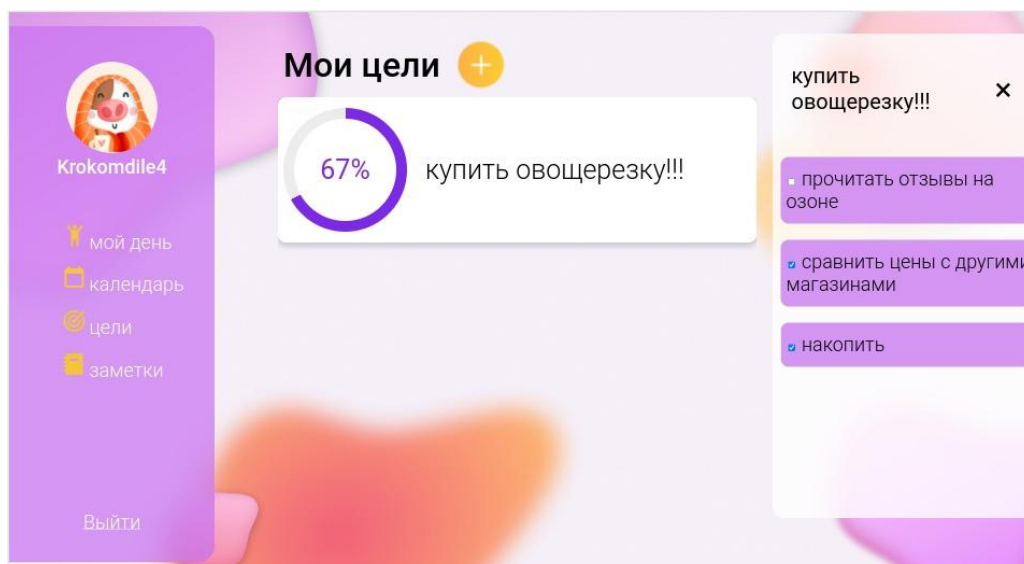 Krokomdile4
мой день
календарь
цели
заметки
Выйти
Мои цели
67%
купить овощерезку!!!
купить
овощерезку!!!
прочитать отзывы на
озоне
сравнить цены с другими
магазинами
накопить